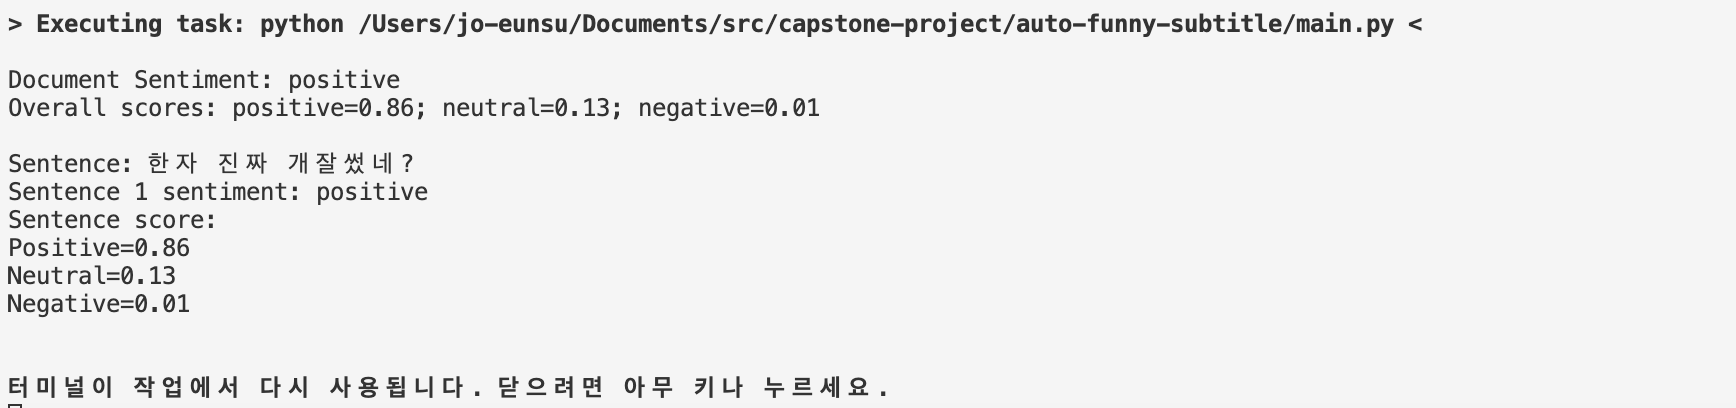 > Executing task: python /Users/jo-eunsu/Documents/src/capstone-project/auto-funny-subtitle/main.py <
Document Sentiment: positive
Overall scores: positive=0.86; neutral=0.13; negative=0.01
Sentence: 한자 진짜 개잘썼네?
Sentence 1 sentiment: positive
Sentence score:
Positive=0.86
Neutral=0.13
Negative=0.01
터미널이 작업에서 다시 사용됩니다. 닫으려면 아무 키나 누르세요.